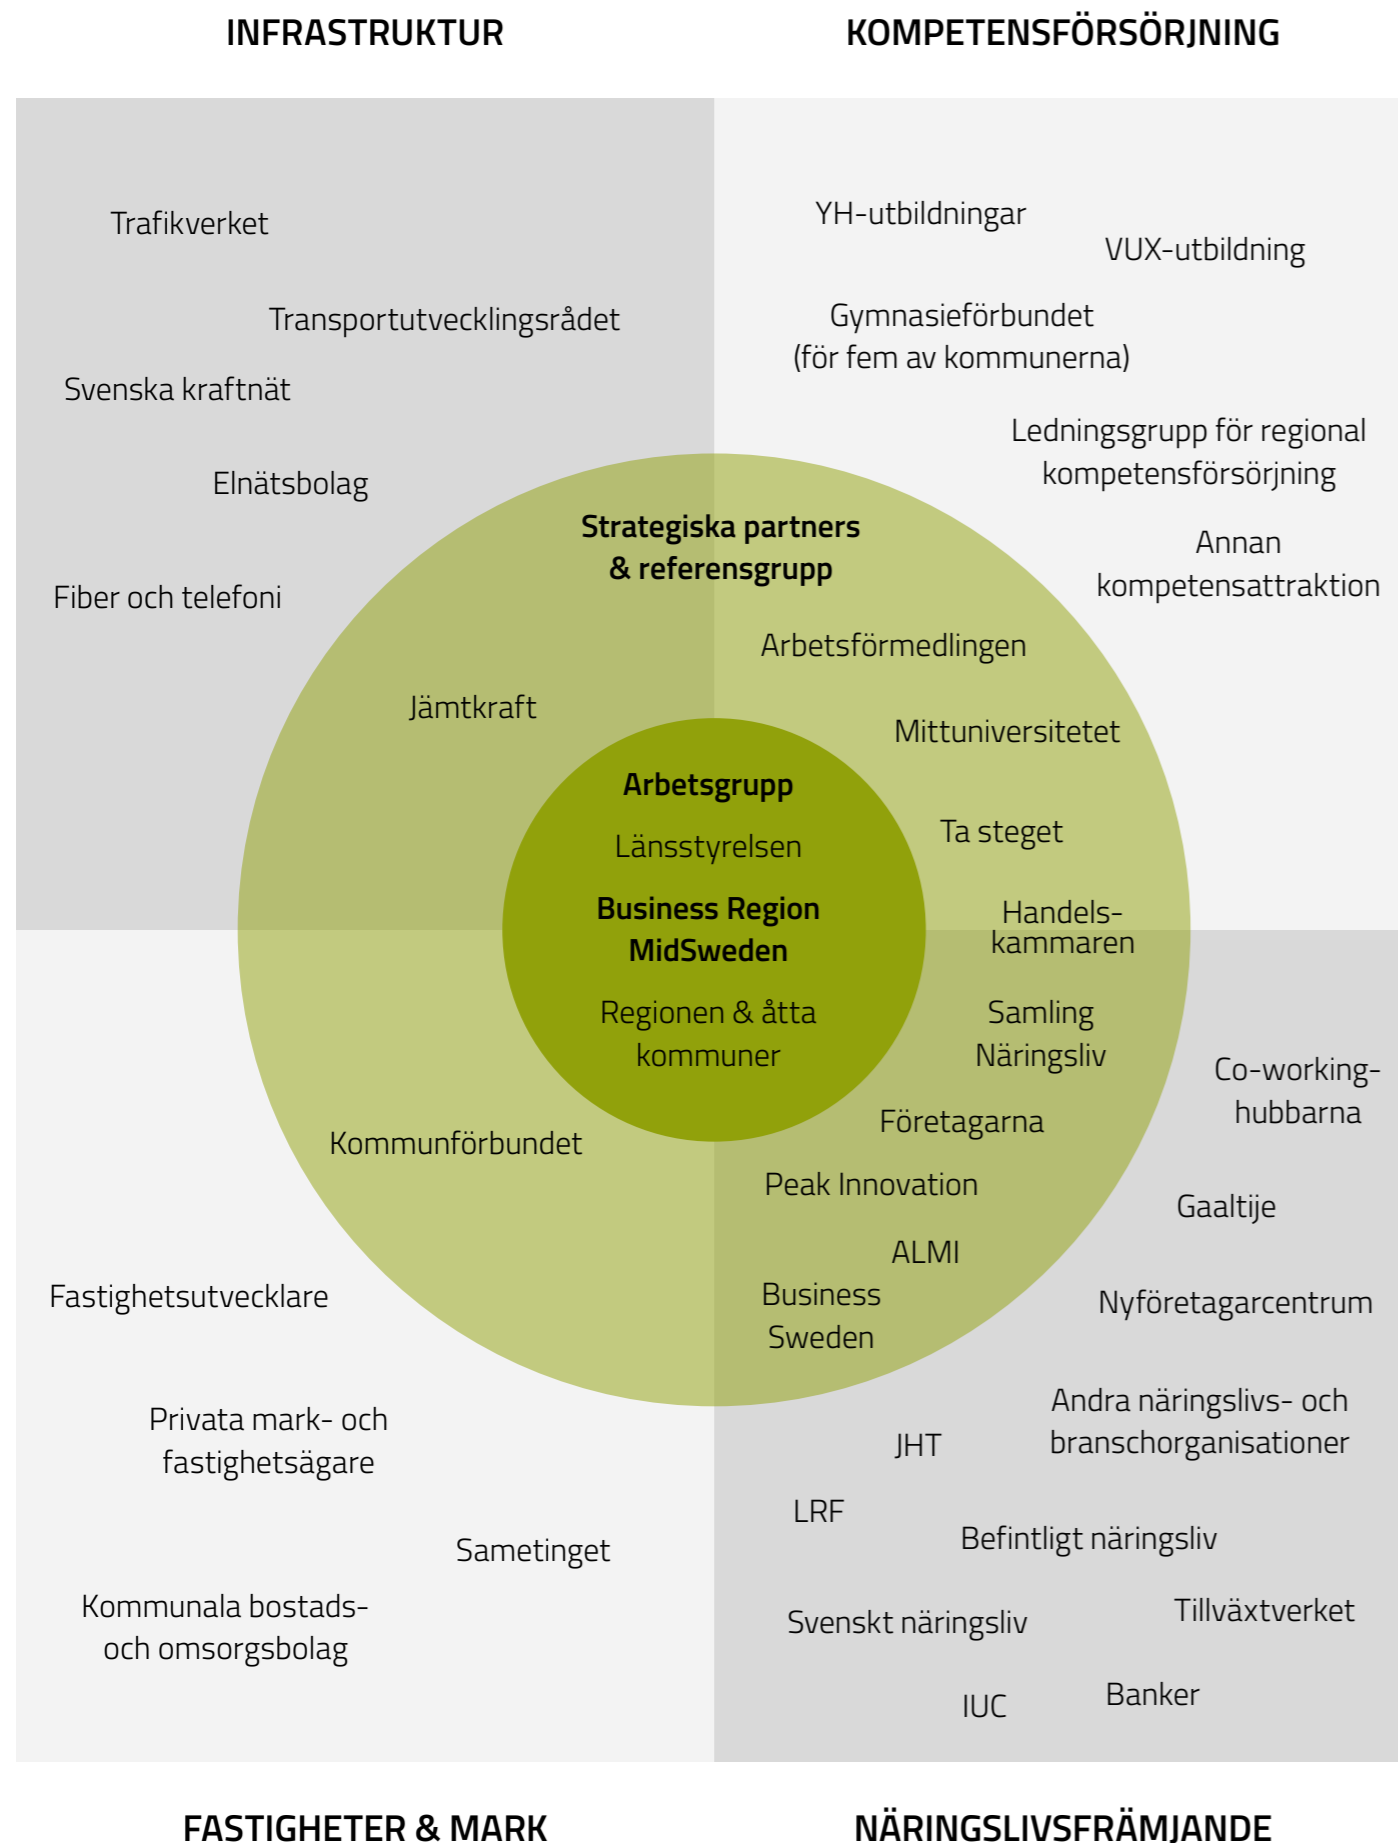 INFRASTRUKTUR
KOMPETENSFÖRSÖRJNING
Trafikverket
Transportutvecklingsrådet
Svenska kraftnät
Elnätsbolag
Fiber och telefoni
YH-utbildningar
VUX-utbildning
Gymnasieförbundet
(för fem av kommunerna)
Ledningsgrupp för regional
kompetensförsörjning
Annan
kompetensattraktion
Strategiska partners
& referensgrupp
Jämtkraft
Arbetsförmedlingen
Mittuniversitetet
Ta steget
Handels-
kammaren
Samling
Näringsliv
Företagarna
Peak Innovation
ALMI
Business
Sweden
Kommunförbundet
Arbetsgrupp
Länsstyrelsen
Business Region
MidSweden
Regionen & åtta
kommuner
Fastighetsutvecklare
Privata mark- och
fastighetsägare
Sametinget
Kommunala bostads-
och omsorgsbolag
Co-working-
hubbarna
Gaaltije
Nyföretagarcentrum
Andra näringslivs- och
branschorganisationer
JHT
LRF
Befintligt näringsliv
Svenskt näringsliv
Tillväxtverket
IUC
Banker
FASTIGHETER & MARK
NÄRINGSLIVSFRÄMJANDE